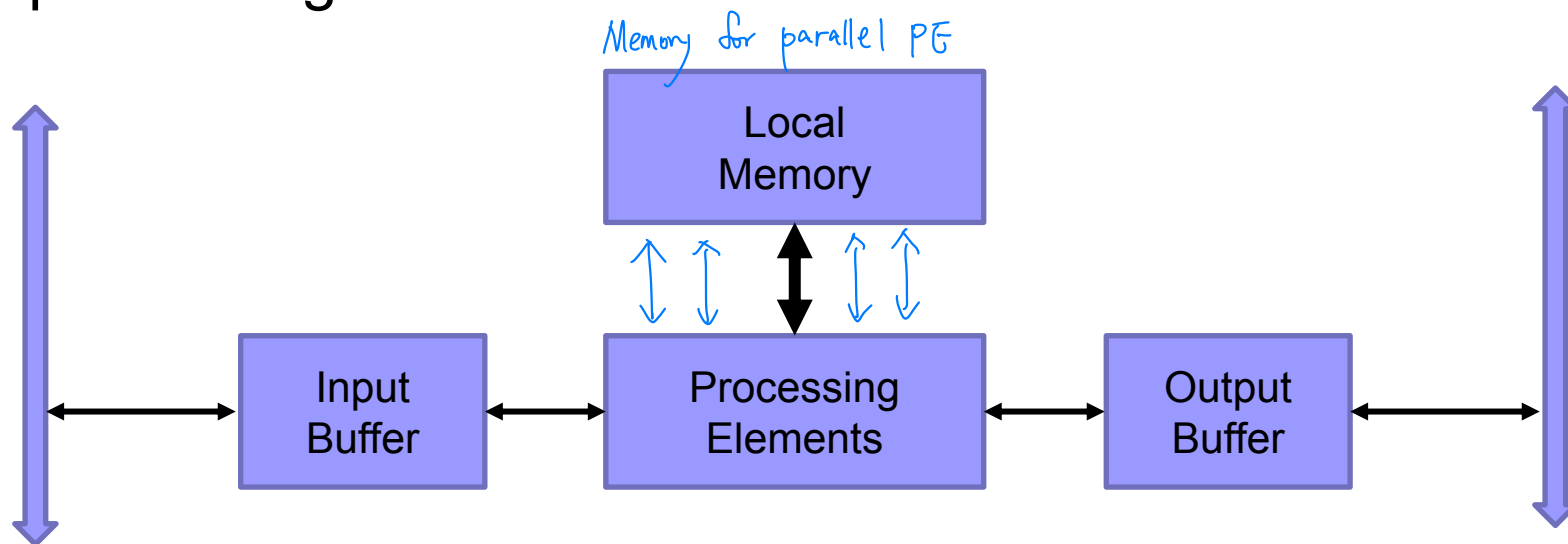 Memory for parallel PE
Local
Memory
Input
Buffer
Processing
Elements
Output
Buffer